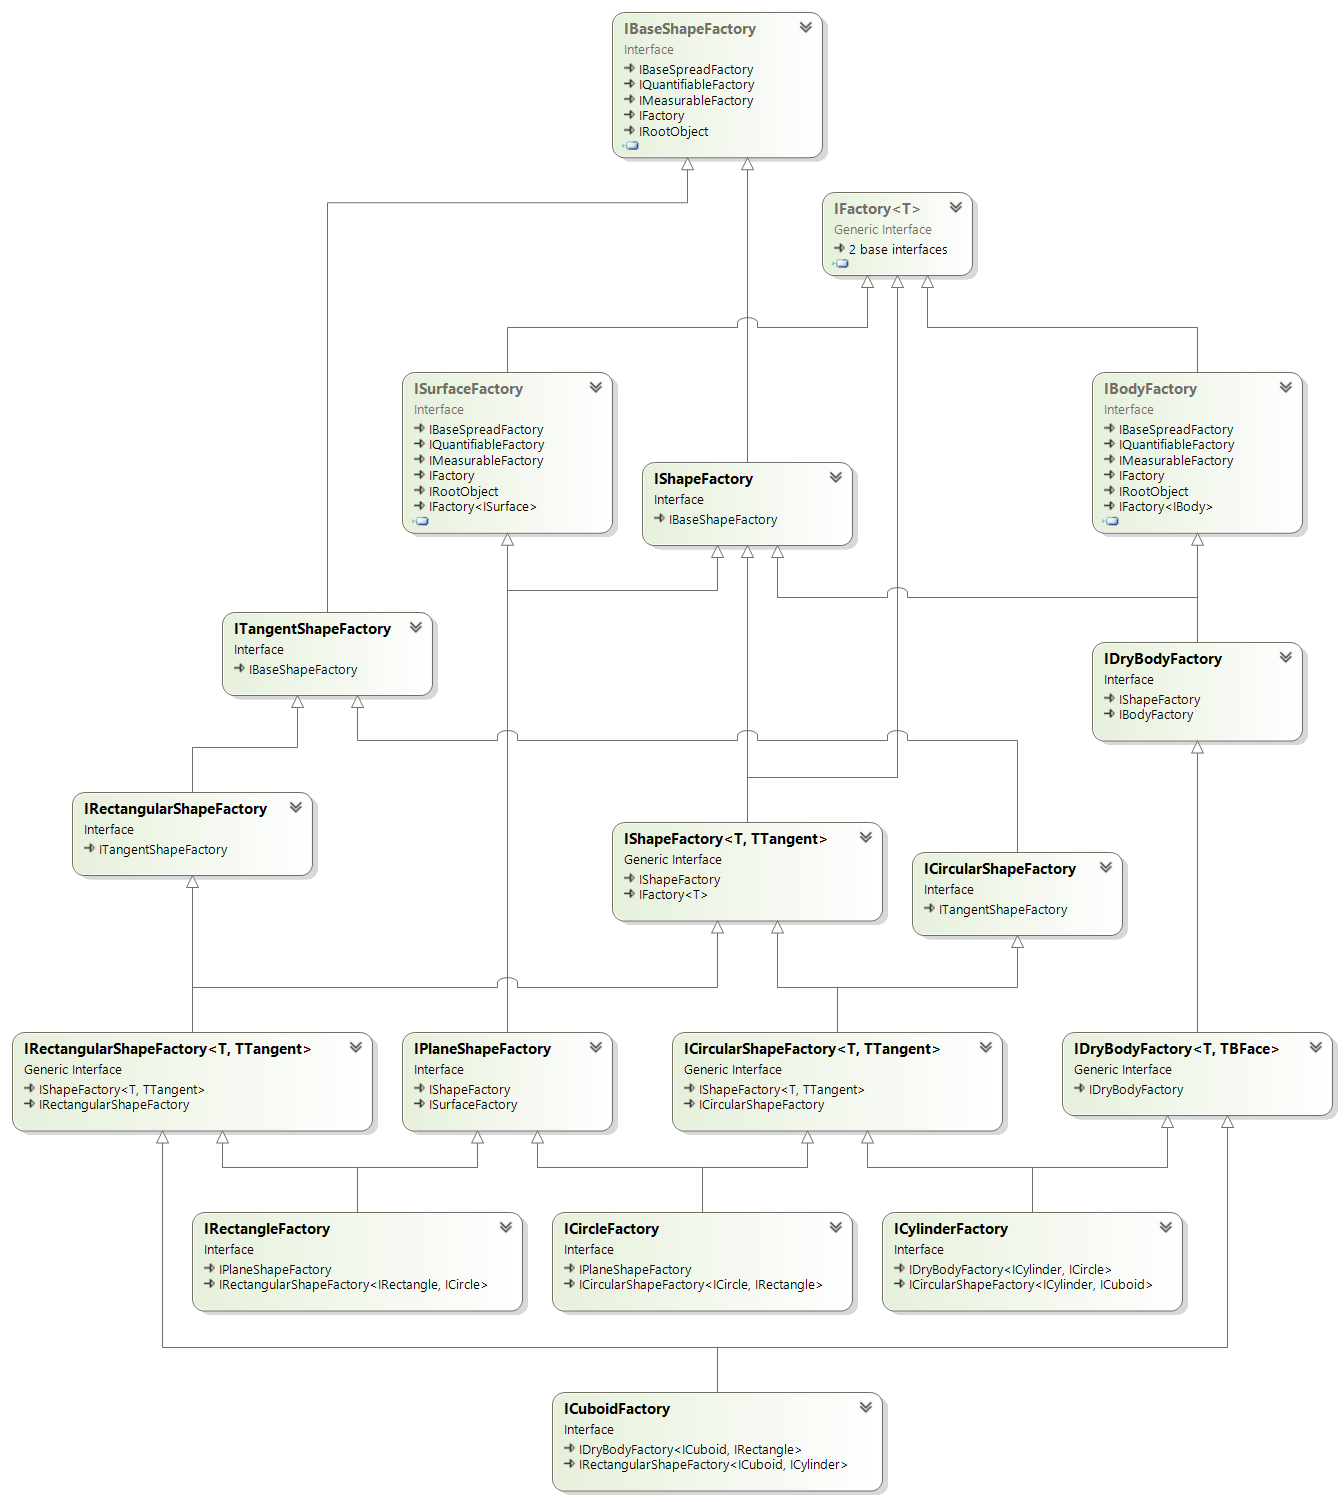 IBaseShapeFactory
Interface
IBaseSpreadFactory
IQuantifiableFactory
IMeasurableFactory
IFactory
IRootObject
IFactory<T>
Generic Interface
2 base interfaces
ISurfaceFactory
Interface
IBaseSpreadFactory
IQuantifiableFactory
IMeasurableFactory
IFactory
IRootObject
IFactory<ISurface>
IShapeFactory
Interface
IBaseShapeFactory
IBodyFactory
Interface
IBaseSpreadFactory
IQuantifiableFactory
IMeasurableFactory
IFactory
IRootObject
IFactory<IBody>
ITangentShapeFactory
Interface
IBaseShapeFactory
IDryBodyFactory
Interface
IShapeFactory
IBodyFactory
IRectangularShapeFactory
Interface
ITangentShapeFactory
IShapeFactory<T, TTangent>
Generic Interface
IShapeFactory
IFactory<T>
ICircularShapeFactory
Interface
ITangentShapeFactory
IRectangularShapeFactory<T, TTangent>
Generic Interface
IShapeFactory<T, TTangent>
IRectangularShapeFactory
IPlaneShapeFactory
Interface
IShapeFactory
ISurfaceFactory
ICircularShapeFactory<T, TTangent>
Generic Interface
IShapeFactory<T, TTangent>
ICircularShapeFactory
IDryBodyFactory<T, TBFace>
Generic Interface
IDryBodyFactory
IRectangleFactory
Interface
IPlaneShapeFactory
IRectangularShapeFactory<IRectangle, ICircle>
ICircleFactory
Interface
IPlaneShapeFactory
ICircularShapeFactory<ICircle, IRectangle>
ICylinderFactory
Interface
IDryBodyFactory<ICylinder, ICircle>
ICircularShapeFactory<ICylinder, ICuboid>
ICuboidFactory
Interface
IDryBodyFactory<ICuboid, IRectangle>
IRectangularShapeFactory<ICuboid, ICylinder>